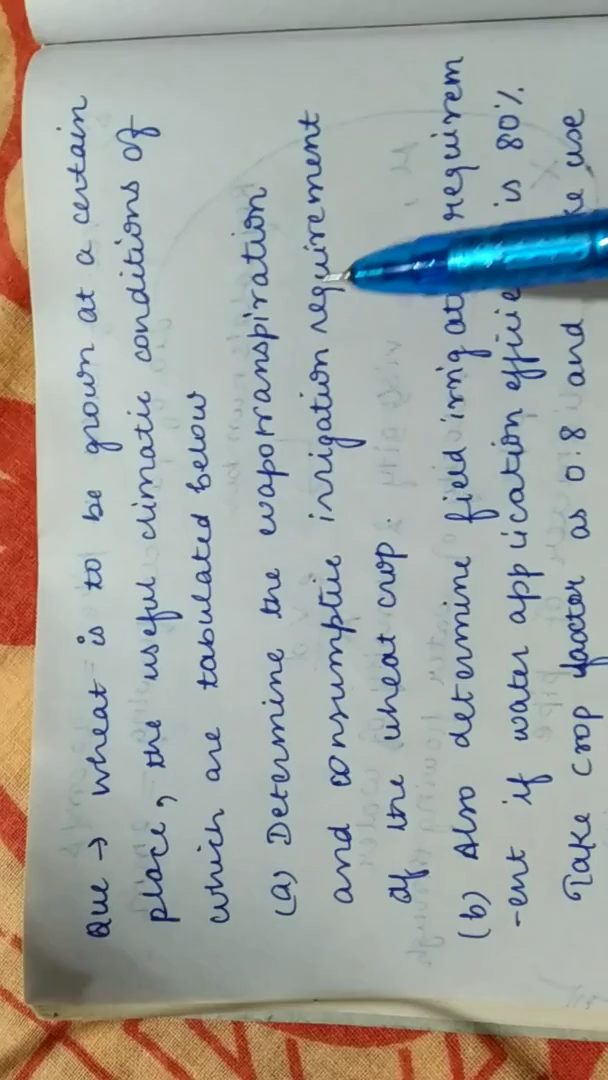 Que → wheat is to be grown at a certain
place, the useful climatic conditions of
which are tabulated below
(a) Determine the evapotranspiration
and consumptive irrigation requirement
of the wheat crop.
(b) Also determine field irrigat requirem
-ent if water application is 80%
Take crop factor as 0.8 and use